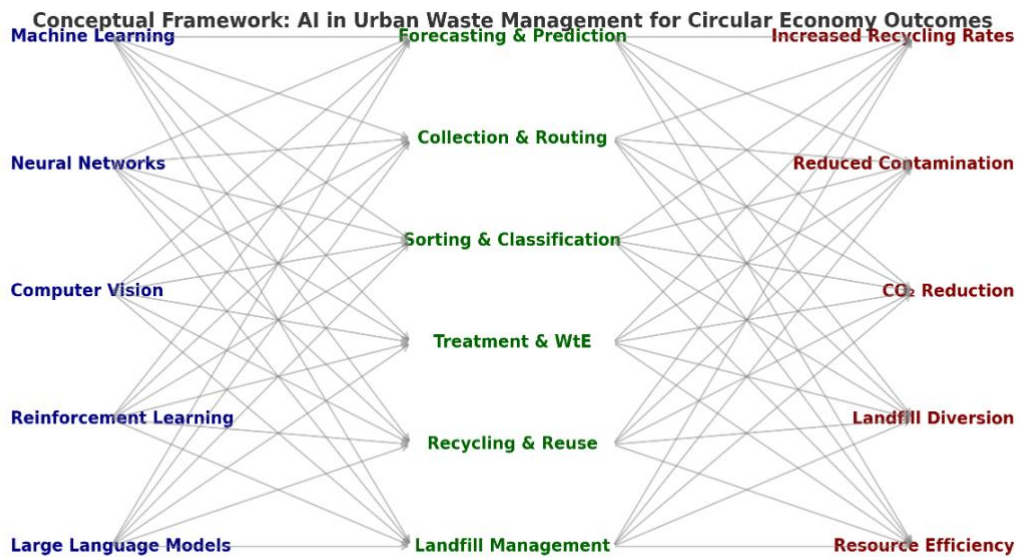 Conceptual Framework: AI in Urban Waste Management for Circular Economy Outcomes
Machine Learning
Forecasting & Prediction
Increased Recycling Rates
Collection & Routing
Neural Networks
Reduced Contamination
Sorting & Classification
Computer Vision
CO₂ Reduction
Treatment & WtE
Reinforcement Learning
Landfill Diversion
Recycling & Reuse
Large Language Models
Landfill Management
Resource Efficiency